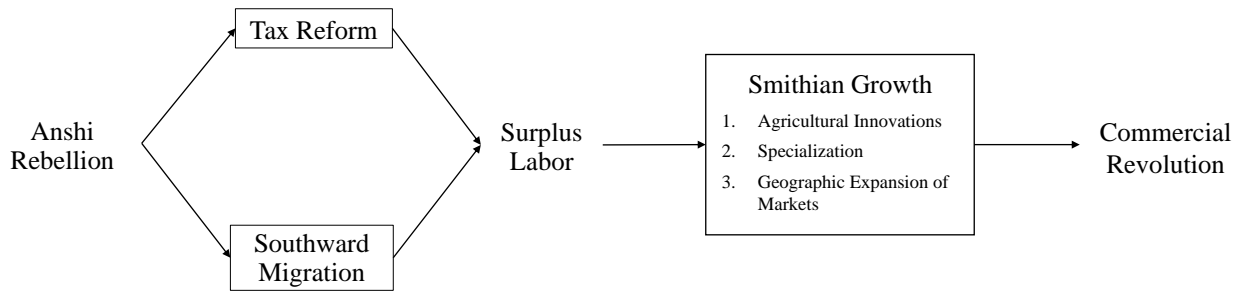 Tax Reform
Anshi
Rebellion
Southward
Migration
Surplus
Labor
Smithian Growth
1. Agricultural Innovations
2. Specialization
3. Geographic Expansion of
Markets
Commercial
Revolution